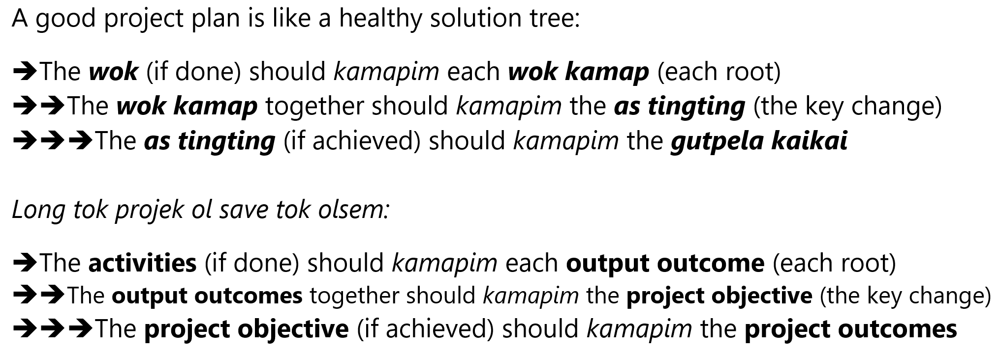 A good project plan is like a healthy solution tree:
➔The wok (if done) should kamapim each wok kamap (each root)
➔➔The wok kamap together should kamapim the as tingting (the key change)
➔➔➔The as tingting (if achieved) should kamapim the gutpela kaikai
Long tok projek ol save tok olsem:
➔The activities (if done) should kamapim each output outcome (each root)
➔➔The output outcomes together should kamapim the project objective (the key change)
➔➔➔The project objective (if achieved) should kamapim the project outcomes